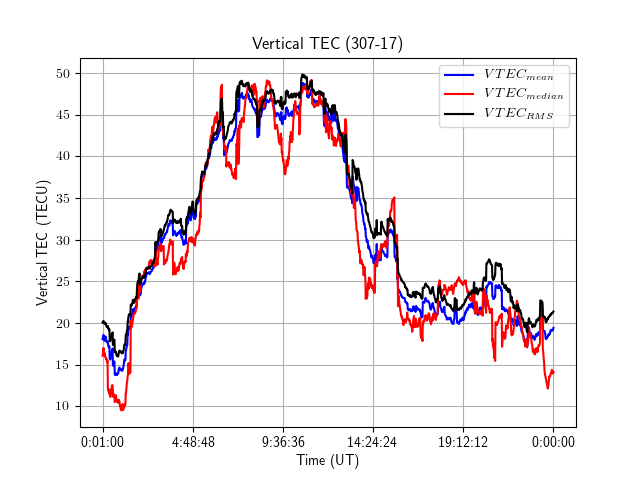 Vertical TEC (307-17)
VTEC_mean
VTEC_median
VTEC_RMS
Vertical TEC (TECU)
50
45
40
35
30
25
20
15
10
0:01:00 4:48:48 9:36:36 14:24:24 19:12:12 0:00:00
Time (UT)